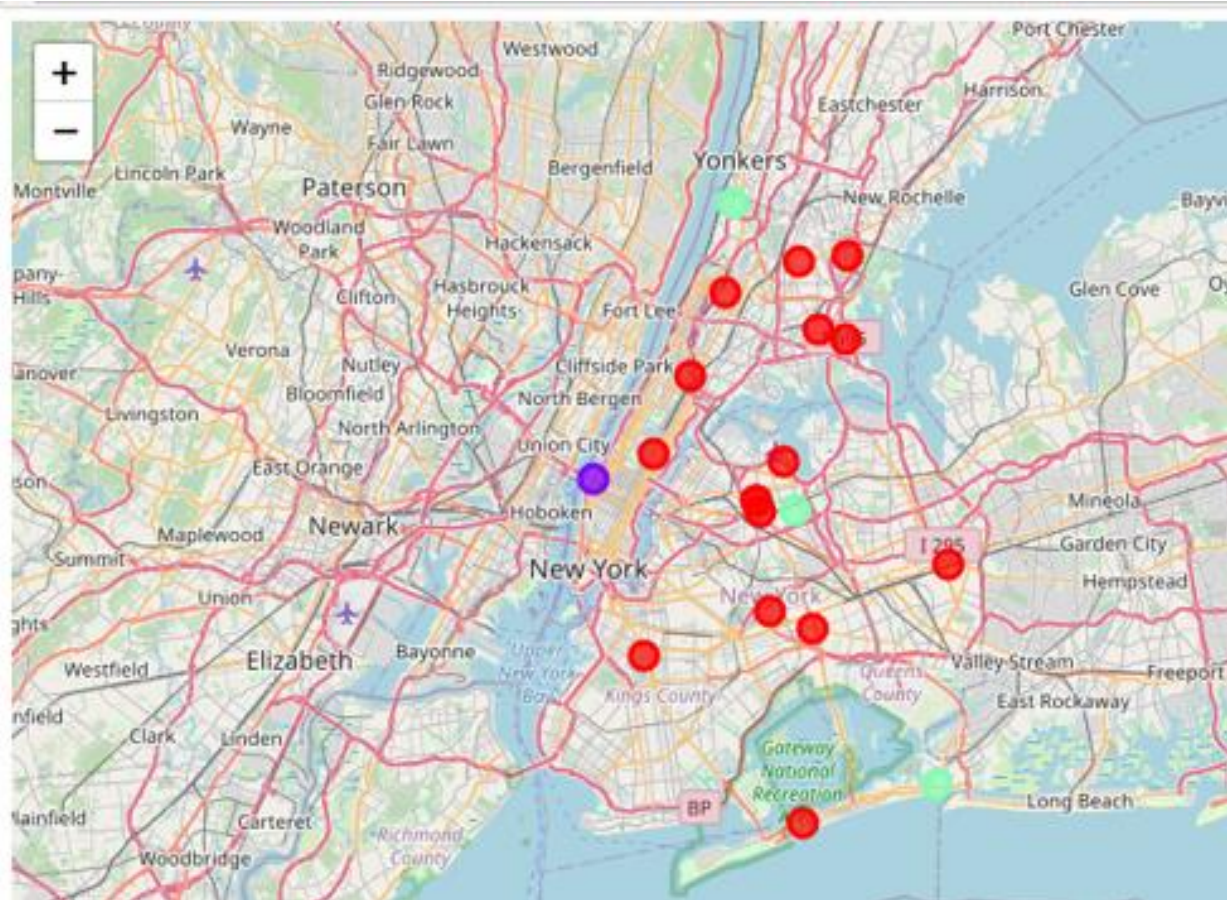 Port Chester
Westwood
Ridgewood
Harrison
Glen Rock
Eastchester
Wayne
Fair Lawn
Yonkers
Bergenfield
Lincoln Park
Paterson
Montville
New Rochelle
Woodland
Park
Hackensack
Hasbrouck
Heights
Glen Cove
Hills
Clifton
Fort Lee
Verona
Nutley
Cliffside Park
Bloomfield
North Bergen
Livingston
North Arlington
Union City
East Orange
Mineola
Newark
Hoboken
Maplewood
I 295
Garden City
Summit
New York
Hempstead
Union
New York
Elizabeth
Bayonne
Upper
New York
Bay
Kings County
Queens
County
Valley Stream
Westfield
Freeport
East Rockaway
Clark
Linden
Gateway
National
Recreation
BP
Long Beach
Carteret
Richmond
County
Woodbridge
+
−